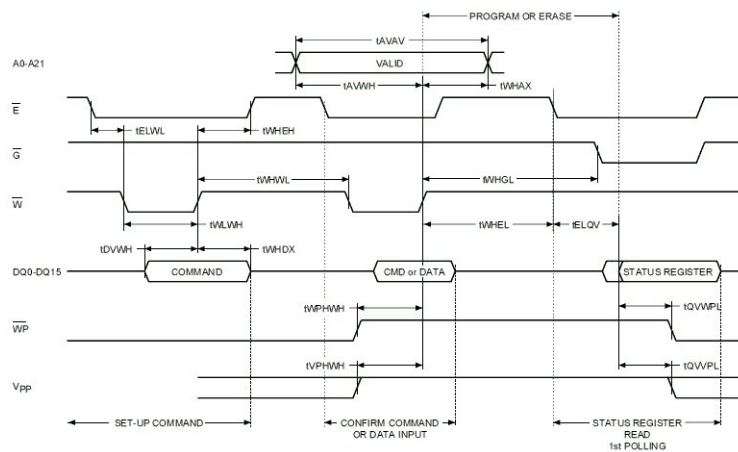 PROGRAM OR ERASE
tAVAV
A0-A21
VALID
tAVWH
tWHAX
E
tELWL
tWHEH
G
tWHWL
tWHGL
W
tWLWH
tWHEL
tELQV
tDVWH
tWHDX
DQ0-DQ15
COMMAND
CMD or DATA
STATUS REGISTER
tWPHWH
tQVWPL
WP
tVPHWH
tQVVPL
VPP
SET-UP COMMAND
CONFIRM COMMAND
OR DATA INPUT
STATUS REGISTER
READ
1st POLLING